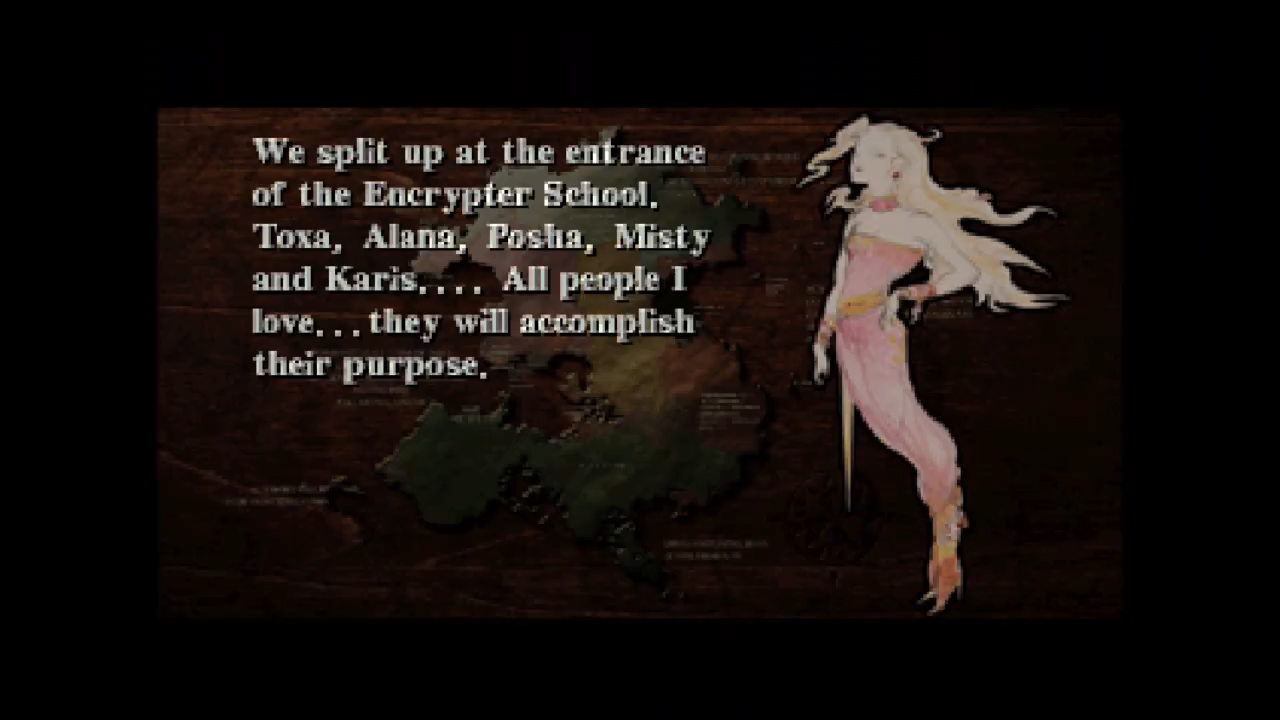 We split up at the entrance
of the Encrypter School.
Toxa, Alana, Posha, Misty
and Karis.... All people I
love...they will accomplish
their purpose.